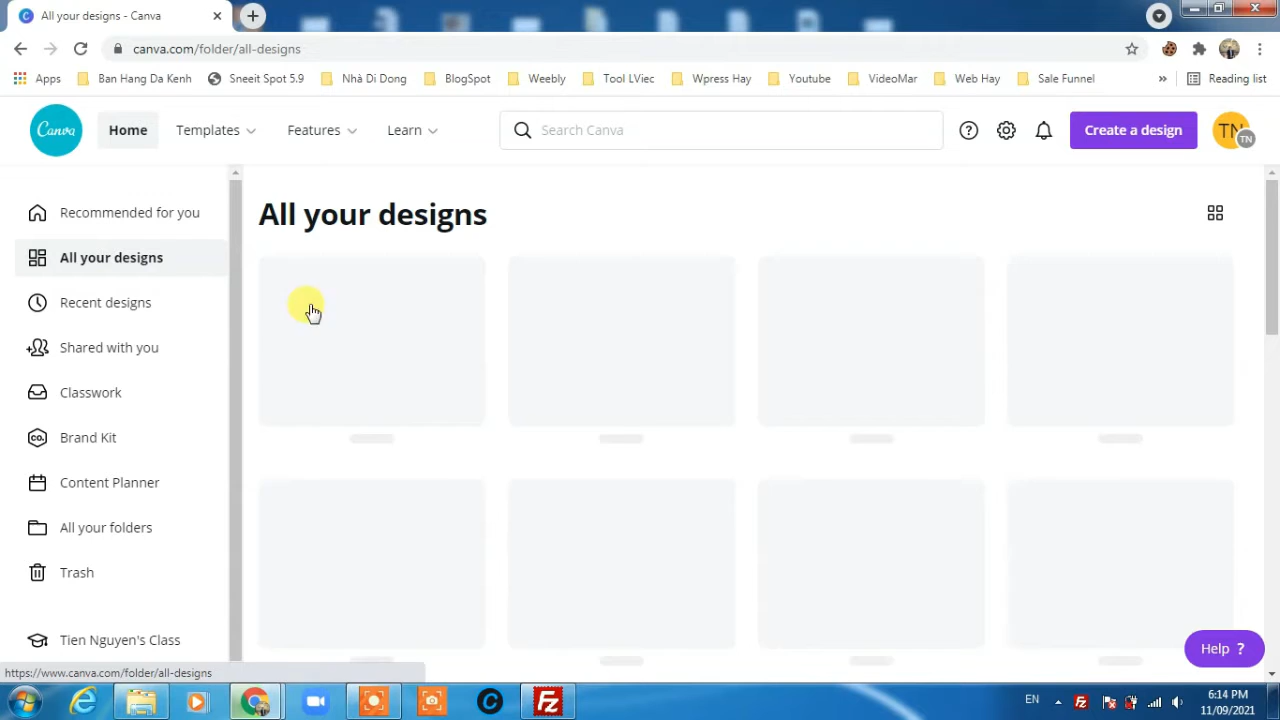 All your designs - Canva
canva.com/folder/all-designs
Apps
Ban Hang Da Kenh
Sneeit Spot 5.9
Nhà Di Dong
BlogSpot
Weebly
Tool LViec
Wpress Hay
Youtube
VideoMar
Web Hay
Sale Funnel
»
Reading list
Canva
Home
Templates
Features
Learn
Search Canva
Create a design
TN
TN
Recommended for you
All your designs
Recent designs
Shared with you
Classwork
CO.
Brand Kit
Content Planner
All your folders
Trash
Tien Nguyen's Class
All your designs
Help ?
https://www.canva.com/folder/all-designs
EN
6:14 PM
11/09/2021